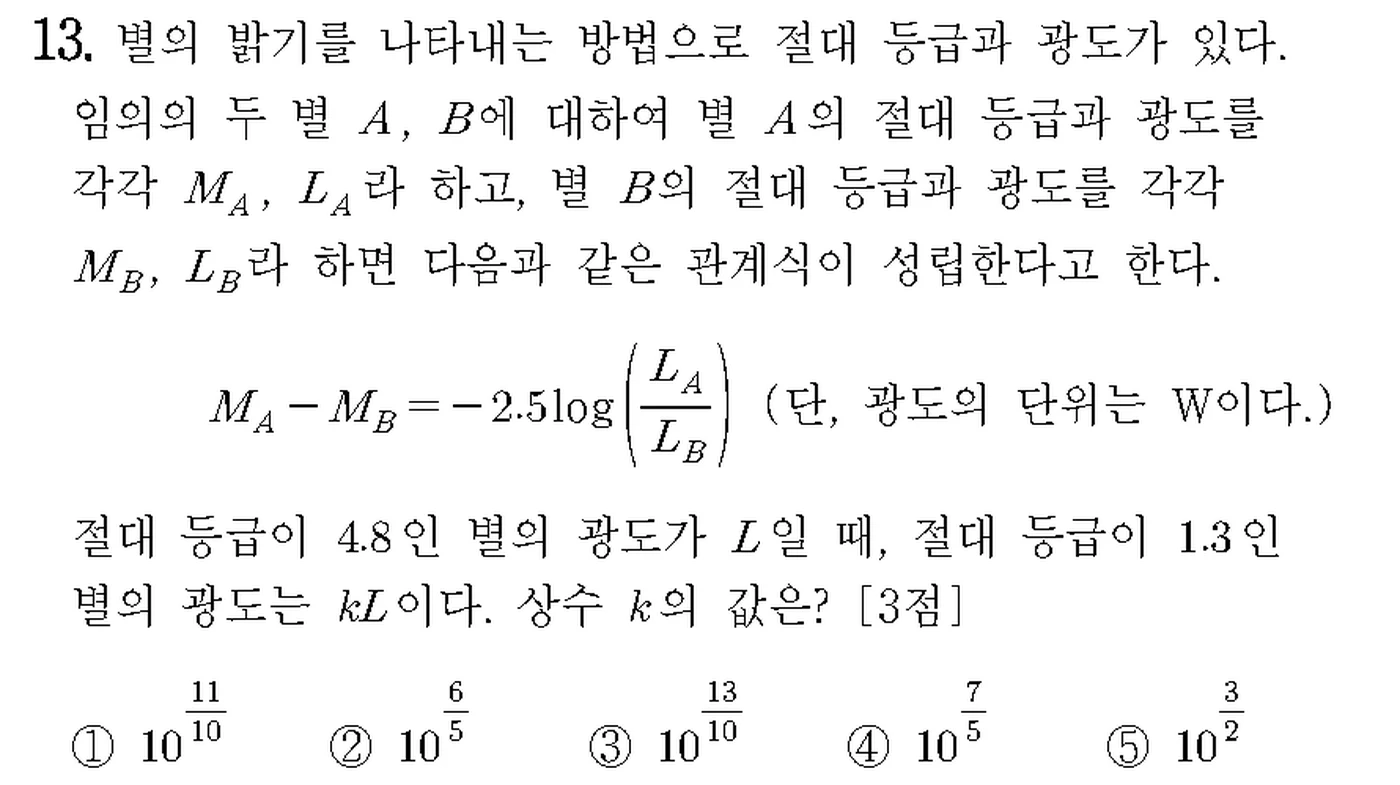 13. 별의 밝기를 나타내는 방법으로 절대 등급과 광도가 있다.
임의의 두 별 A, B에 대하여 별 A의 절대 등급과 광도를
각각 M_A, L_A라 하고, 별 B의 절대 등급과 광도를 각각
M_B, L_B라 하면 다음과 같은 관계식이 성립한다고 한다.
M_A − M_B = −2.5log(L_A/L_B) (단, 광도의 단위는 W이다.)
절대 등급이 4.8인 별의 광도가 L일 때, 절대 등급이 1.3인
별의 광도는 kL이다. 상수 k의 값은? [3점]
① 10^(11/10) ② 10^(6/5) ③ 10^(13/10) ④ 10^(7/5) ⑤ 10^(3/2)